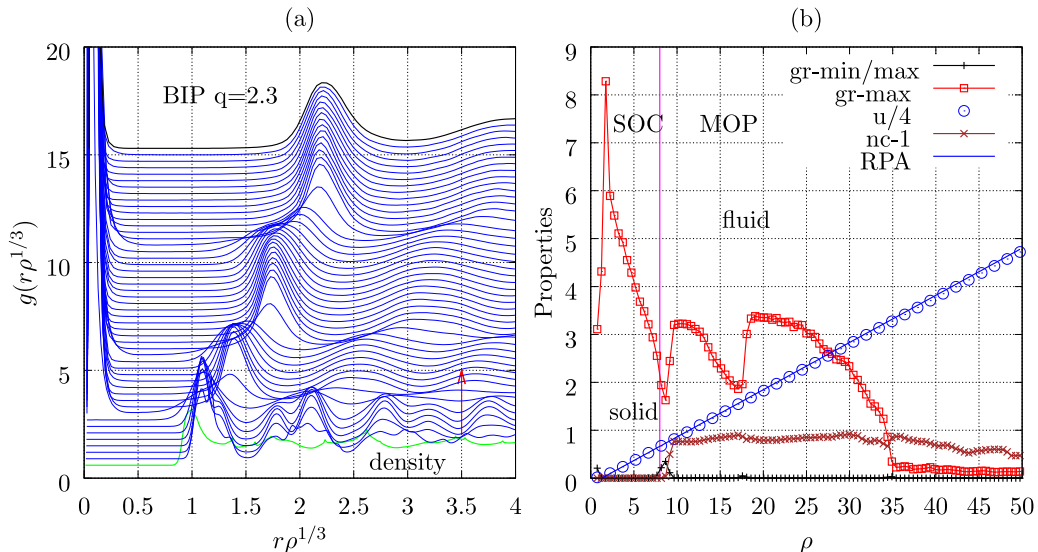 (a)
20
15
10
5
0
g(rρ^{1/3})
BIP q=2.3
density
0 0.5 1 1.5 2 2.5 3 3.5 4
rρ^{1/3}
(b)
9
8
7
6
5
4
3
2
1
0
Properties
gr-min/max
gr-max
u/4
nc-1
RPA
SOC MOP
fluid
solid
0 5 10 15 20 25 30 35 40 45 50
ρ